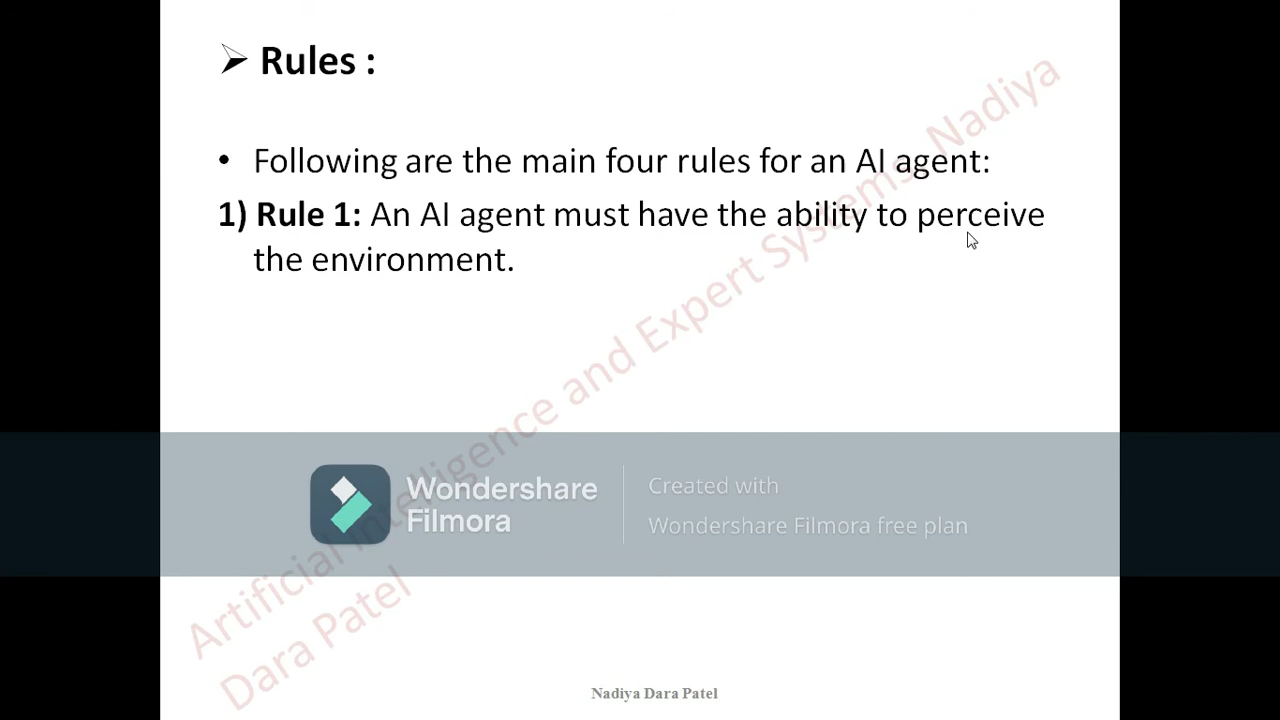 ➢ Rules :
• Following are the main four rules for an AI agent:
1) Rule 1: An AI agent must have the ability to perceive
the environment.
Artificial Intelligence and Expert Systems, Nadiya
Dara Patel
Wondershare
Filmora
Created with
Wondershare Filmora free plan
Nadiya Dara Patel